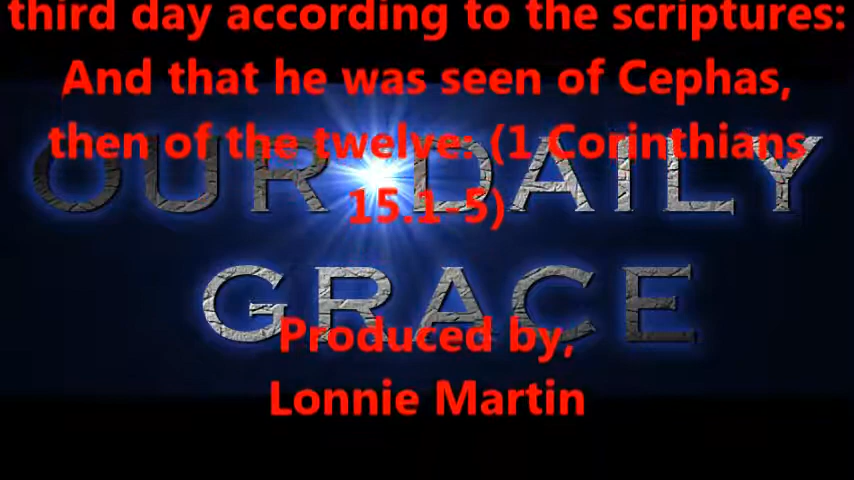 third day according to the scriptures:
And that he was seen of Cephas,
then of the twelve: (1 Corinthians
15.1-5)
OUR DAILY
GRACE
Produced by,
Lonnie Martin